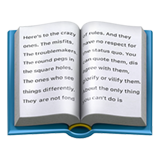 Here's to the crazy
ones. The misfits.
The troublemakers.
The round pegs in
the square holes.
The ones who see
things differently.
They are not fond
of rules. And they
have no respect for
the status quo. You
can quote them, dis
agree with them,
glorify or vilify them.
About the only thing
you can't do is